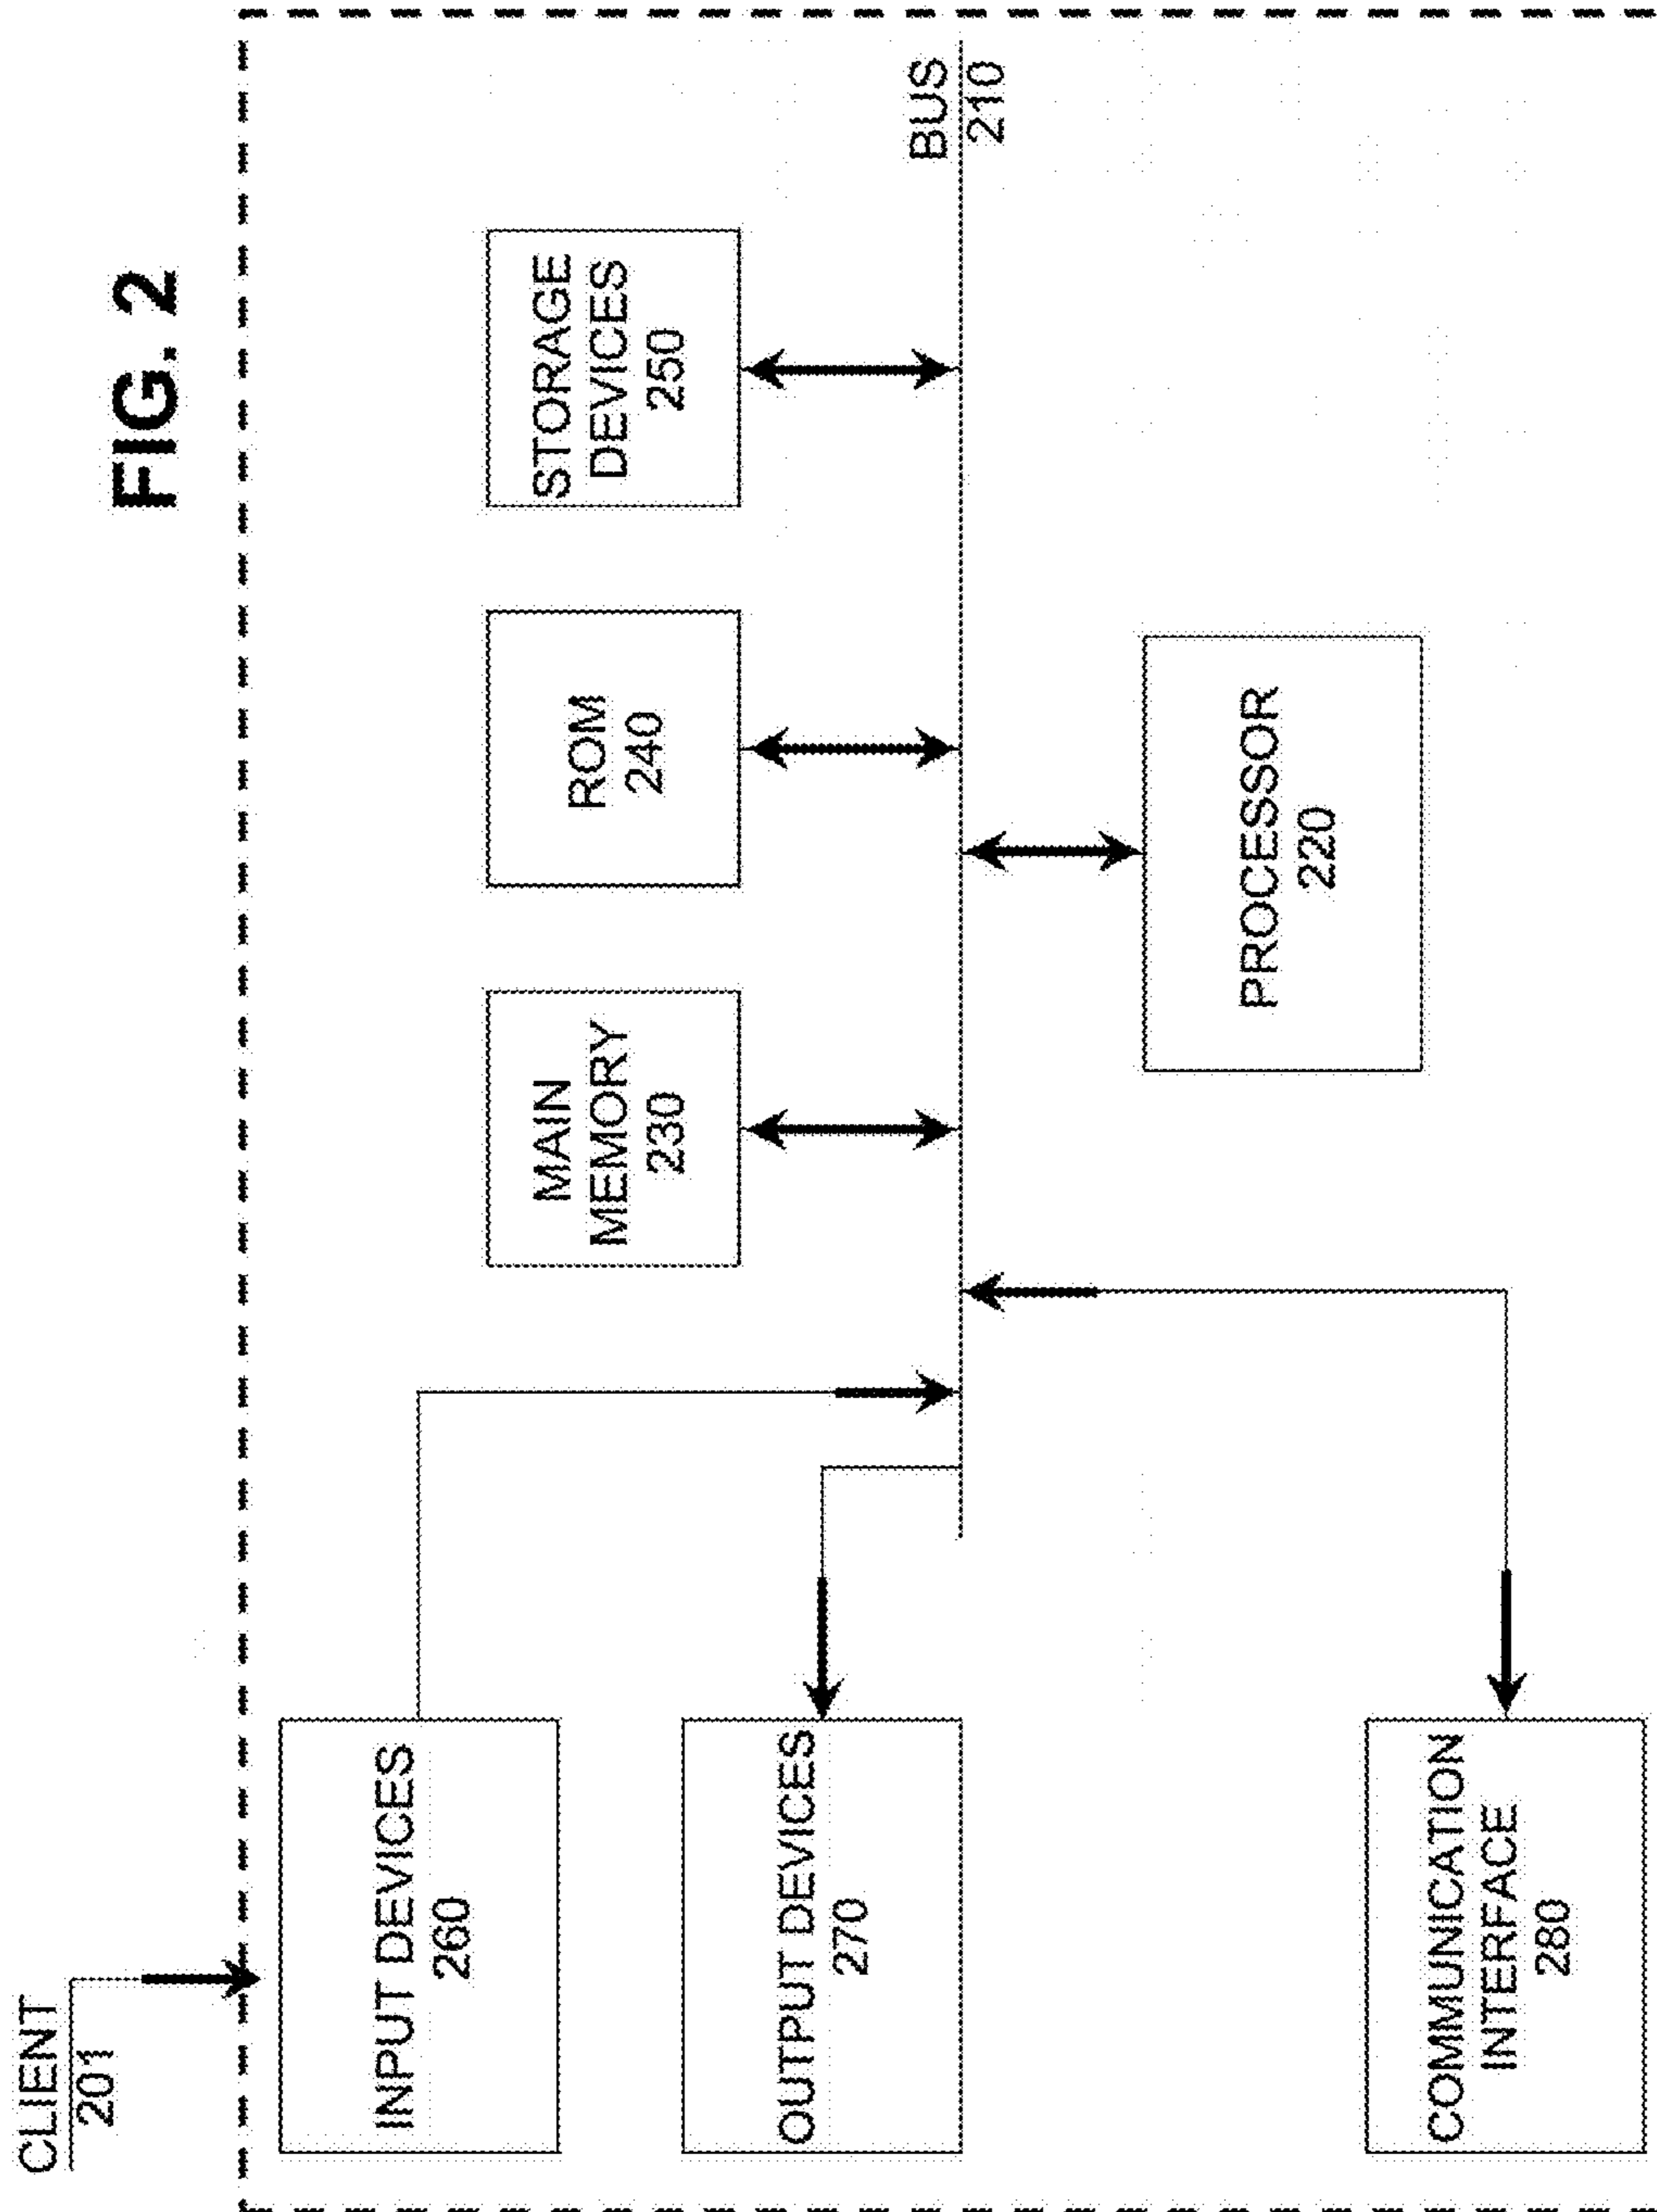 FIG. 2
CLIENT
201
INPUT DEVICES
260
OUTPUT DEVICES
270
COMMUNICATION
INTERFACE
280
MAIN
MEMORY
230
ROM
240
STORAGE
DEVICES
250
BUS
210
PROCESSOR
220